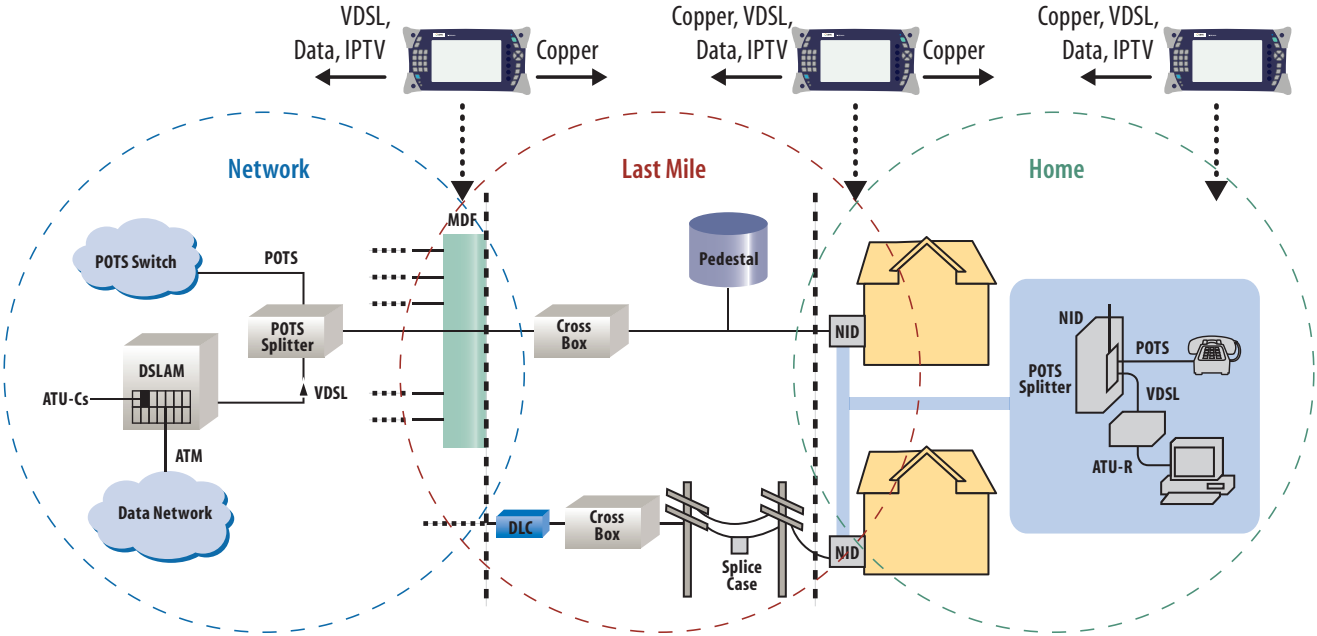 VDSL,
Data, IPTV
Copper
Copper, VDSL,
Data, IPTV
Copper
Copper, VDSL,
Data, IPTV
Network
Last Mile
Home
MDF
POTS Switch
POTS
POTS
Splitter
DSLAM
ATU-Cs
VDSL
ATM
Data Network
Cross
Box
Pedestal
NID
DLC
Cross
Box
Splice
Case
NID
NID
POTS
POTS
Splitter
VDSL
ATU-R